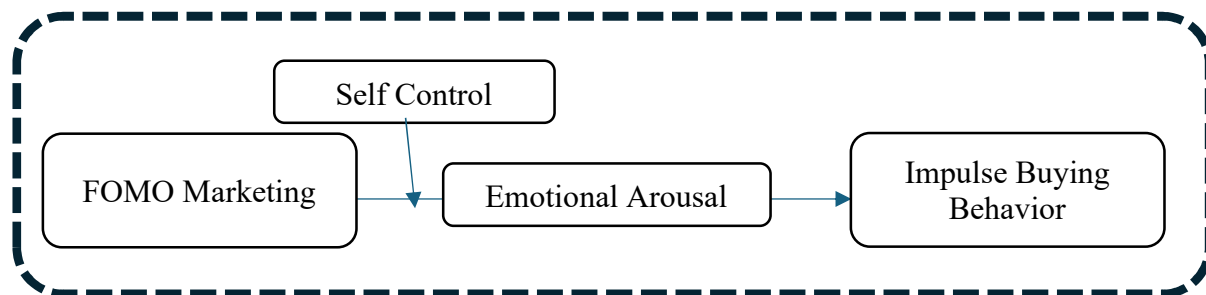 Self Control
FOMO Marketing
Emotional Arousal
Impulse Buying
Behavior